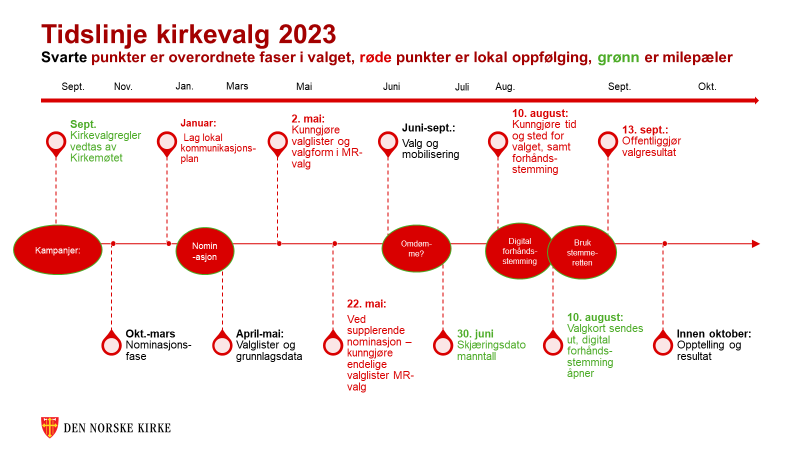 Tidslinje kirkevalg 2023
Svarte punkter er overordnete faser i valget, røde punkter er lokal oppfølging, grønn er milepæler
Sept. Nov. Jan. Mars Mai Juni Juli Aug. Sept. Okt.
Sept.
Kirkevalgregler
vedtas av
Kirkemøtet
Januar:
Lag lokal
kommunikasjons-
plan
2. mai:
Kunngjøre
valglister og
valgform i MR-
valg
Juni-sept.:
Valg og
mobilisering
10. august:
Kunngjøre tid
og sted for
valget, samt
forhånds-
stemming
13. sept.:
Offentliggjør
valgresultat
Kampanjer:
Nomin
-asjon
Omdøm-
me?
Digital
forhånds-
stemming
Bruk
stemme-
retten
Okt.-mars
Nominasjons-
fase
April-mai:
Valglister og
grunnlagsdata
22. mai:
Ved
supplerende
nominasjon –
kunngjøre
endelige
valglister MR-
valg
30. juni
Skjæringsdato
manntall
10. august:
Valgkort sendes
ut, digital
forhånds-
stemming
åpner
Innen oktober:
Opptelling og
resultat
DEN NORSKE KIRKE